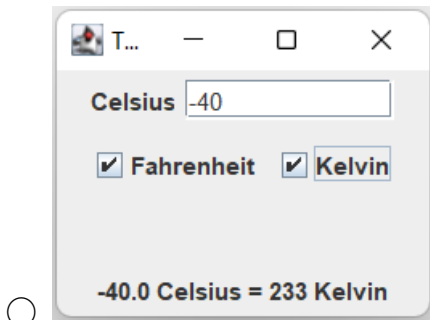 T...
Celsius -40
Fahrenheit Kelvin
-40.0 Celsius = 233 Kelvin